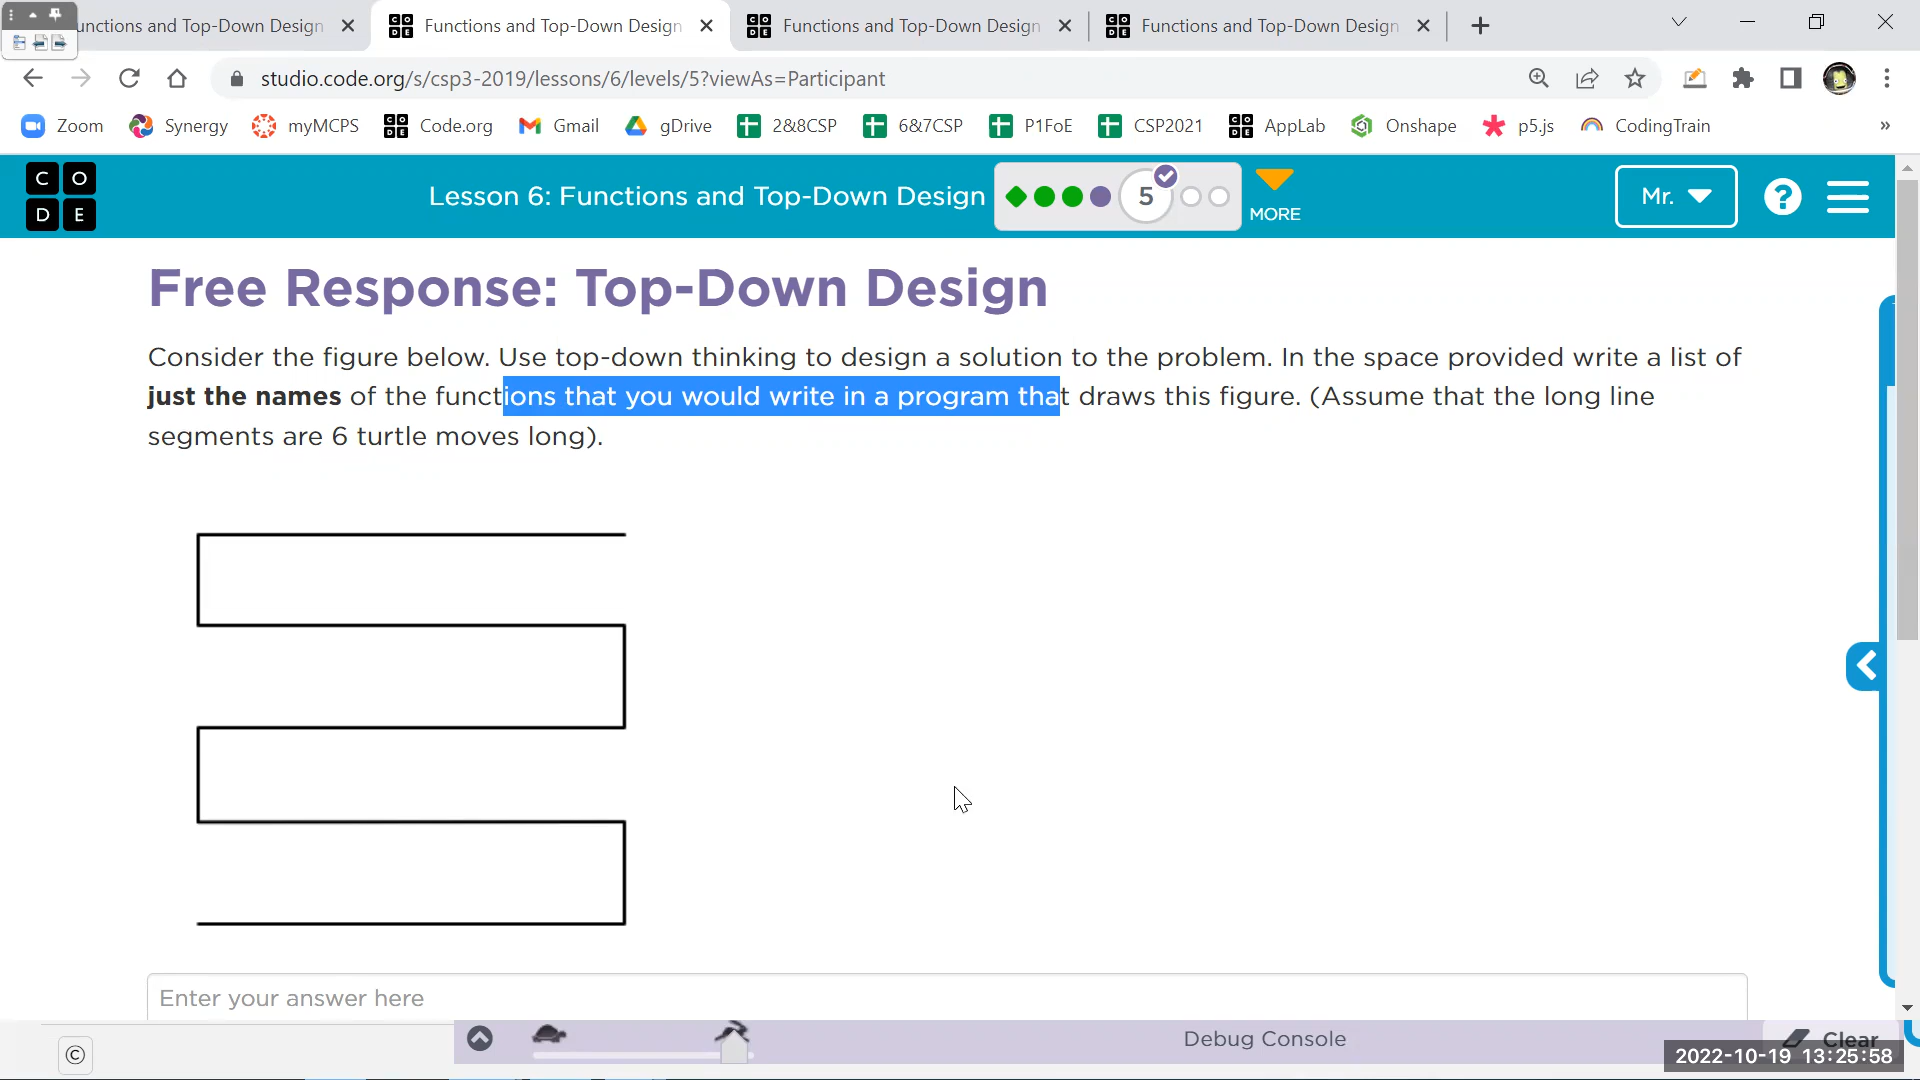 unctions and Top-Down Design
Functions and Top-Down Design
Functions and Top-Down Design
Functions and Top-Down Design
studio.code.org/s/csp3-2019/lessons/6/levels/5?viewAs=Participant
Zoom
Synergy
myMCPS
Code.org
Gmail
gDrive
2&8CSP
6&7CSP
P1FoE
CSP2021
AppLab
Onshape
p5.js
CodingTrain
»
C O
D E
Lesson 6: Functions and Top-Down Design
5
MORE
Mr.
?
Free Response: Top-Down Design
Consider the figure below. Use top-down thinking to design a solution to the problem. In the space provided write a list of
just the names of the functions that you would write in a program that draws this figure. (Assume that the long line
segments are 6 turtle moves long).
Enter your answer here
©
Debug Console
Clear
2022-10-19 13:25:58